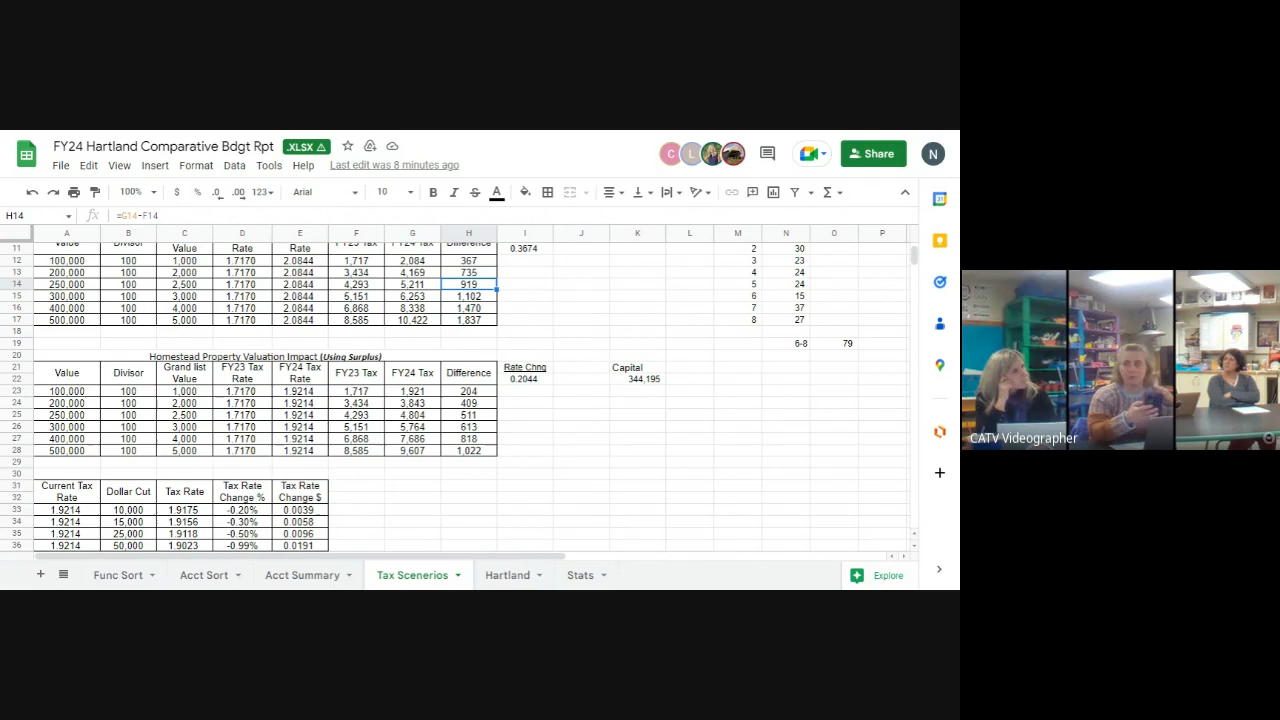 FY24 Hartland Comparative Bdgt Rpt .XLSX
File Edit View Insert Format Data Tools Help Last edit was 8 minutes ago
C L Share N
100% $ % .0 .00 123 Arial 10 B I S A
H14 fx =G14-F14
A B C D E F G H I J K L M N O P
Value Divisor Value Rate Rate FY23 Tax FY24 Tax Difference
11 0.3674 2 30
12 100,000 100 1,000 1.7170 2.0844 1,717 2,084 367 3 23
13 200,000 100 2,000 1.7170 2.0844 3,434 4,169 735 4 24
14 250,000 100 2,500 1.7170 2.0844 4,293 5,211 919 5 24
15 300,000 100 3,000 1.7170 2.0844 5,151 6,253 1,102 6 15
16 400,000 100 4,000 1.7170 2.0844 6,868 8,338 1,470 7 37
17 500,000 100 5,000 1.7170 2.0844 8,585 10,422 1,837 8 27
18
19 6-8 79
20 Homestead Property Valuation Impact (Using Surplus)
21 Value Divisor Grand list Value FY23 Tax Rate FY24 Tax Rate FY23 Tax FY24 Tax Difference Rate Chng Capital
22 0.2044 344,195
23 100,000 100 1,000 1.7170 1.9214 1,717 1,921 204
24 200,000 100 2,000 1.7170 1.9214 3,434 3,843 409
25 250,000 100 2,500 1.7170 1.9214 4,293 4,804 511
26 300,000 100 3,000 1.7170 1.9214 5,151 5,764 613
27 400,000 100 4,000 1.7170 1.9214 6,868 7,686 818
28 500,000 100 5,000 1.7170 1.9214 8,585 9,607 1,022
29
30
31 Current Tax Rate Dollar Cut Tax Rate Tax Rate Change % Tax Rate Change $
32
33 1.9214 10,000 1.9175 -0.20% 0.0039
34 1.9214 15,000 1.9156 -0.30% 0.0058
35 1.9214 25,000 1.9118 -0.50% 0.0096
36 1.9214 50,000 1.9023 -0.99% 0.0191
Func Sort Acct Sort Acct Summary Tax Scenerios Hartland Stats Explore
CATV Videographer